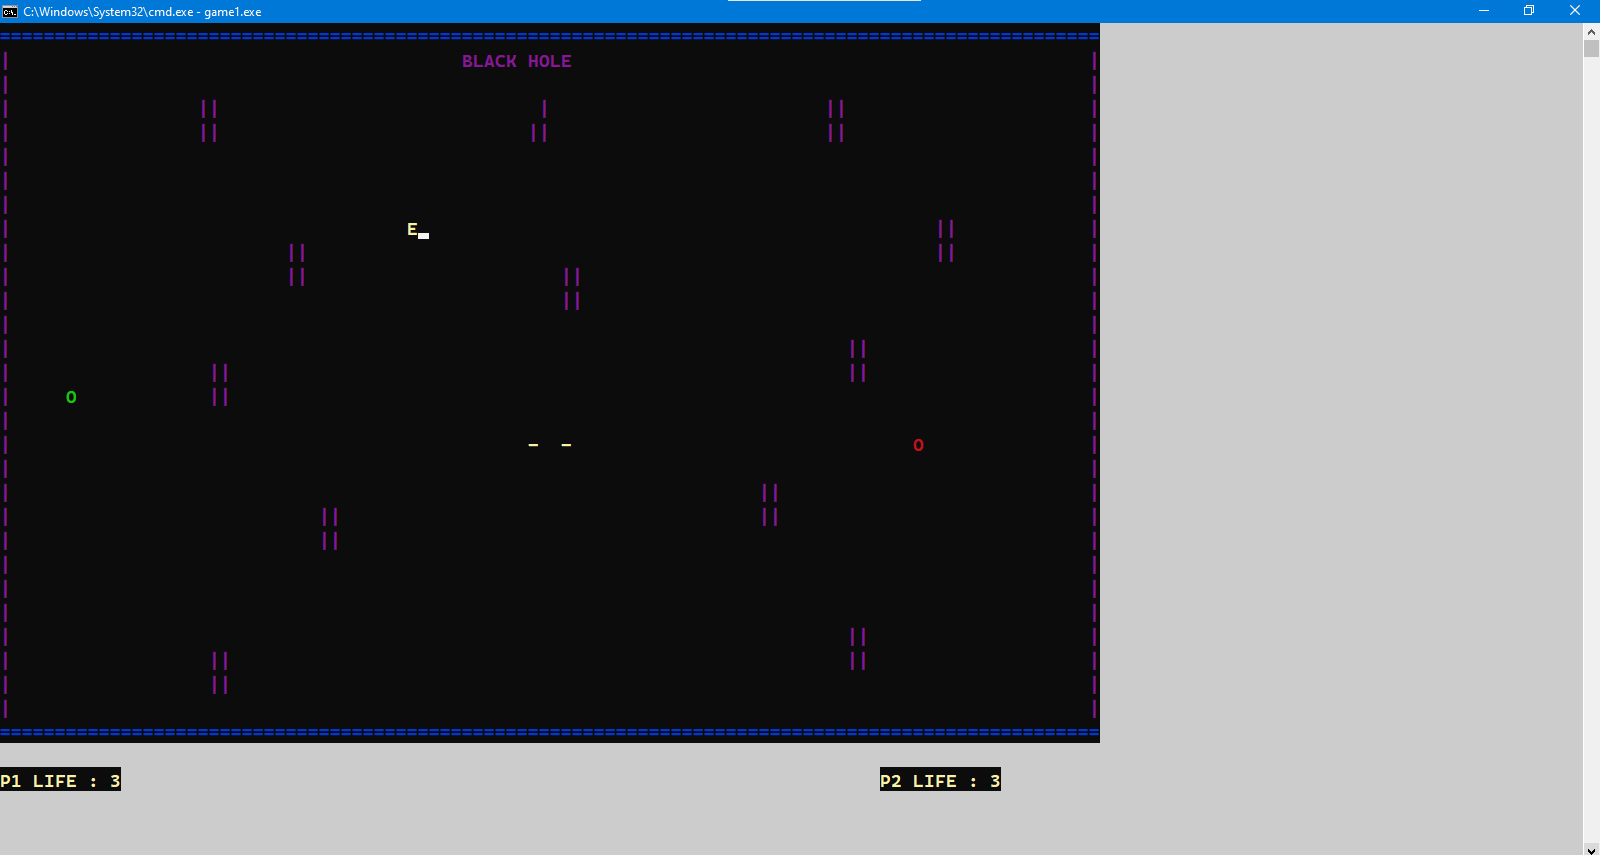 C:\Windows\System32\cmd.exe - game1.exe
BLACK HOLE
E
O
- -
O
P1 LIFE : 3
P2 LIFE : 3